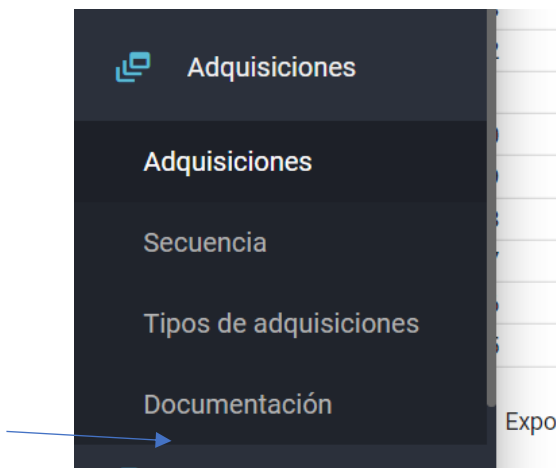 Adquisiciones
Adquisiciones
Secuencia
Tipos de adquisiciones
Documentación
Expo